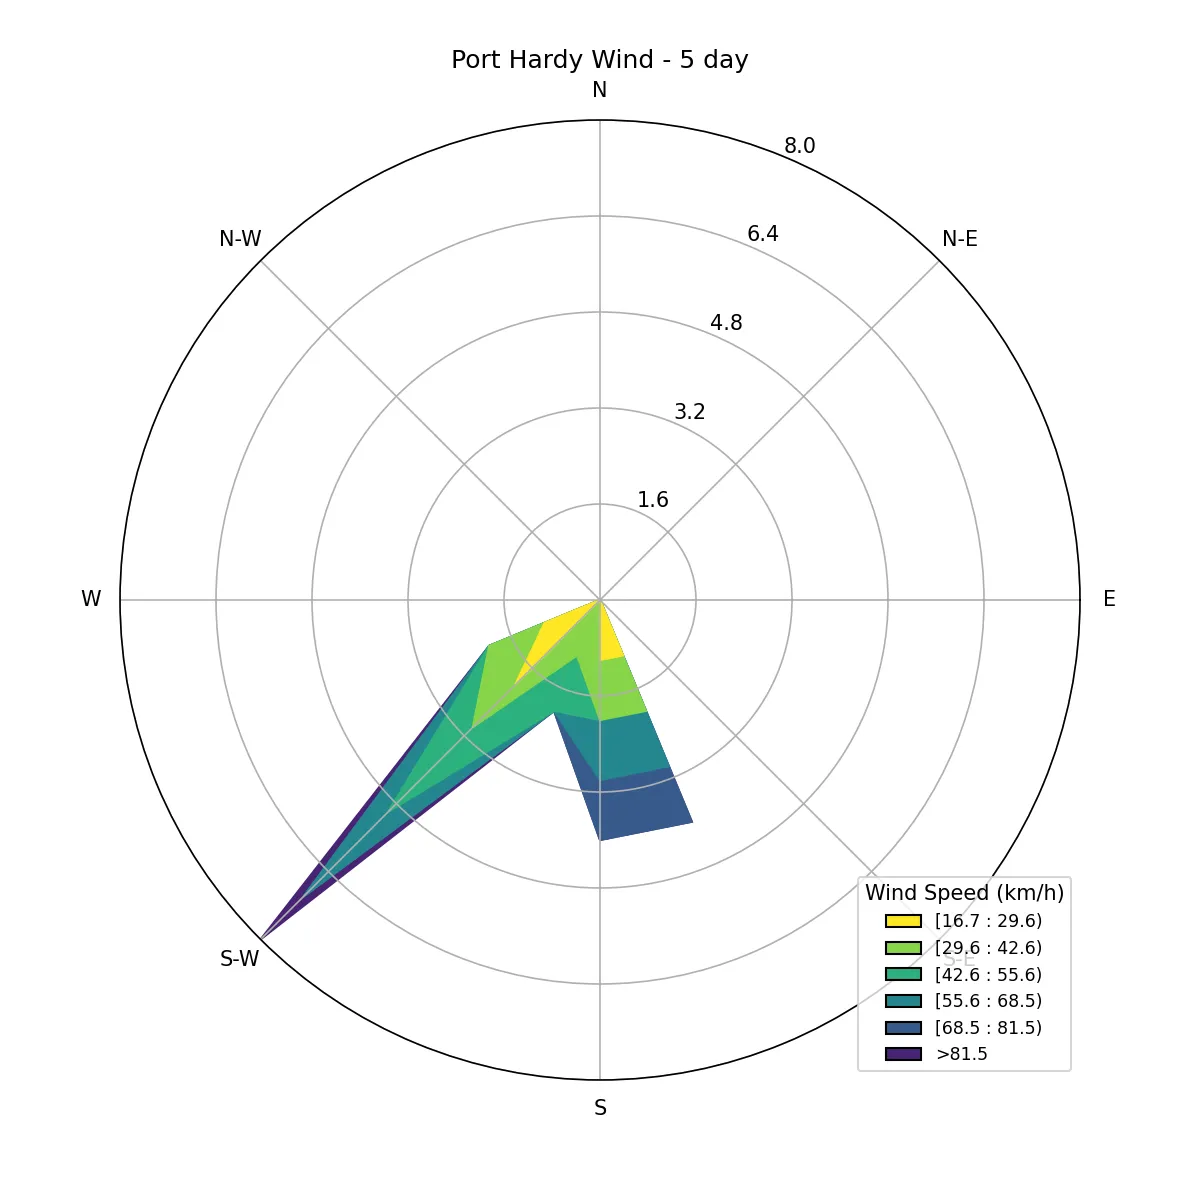 Port Hardy Wind - 5 day
N
8.0
N-W
6.4
N-E
4.8
3.2
1.6
W
E
S-W
S-E
Wind Speed (km/h)
[16.7 : 29.6)
[29.6 : 42.6)
[42.6 : 55.6)
[55.6 : 68.5)
[68.5 : 81.5)
>81.5
S